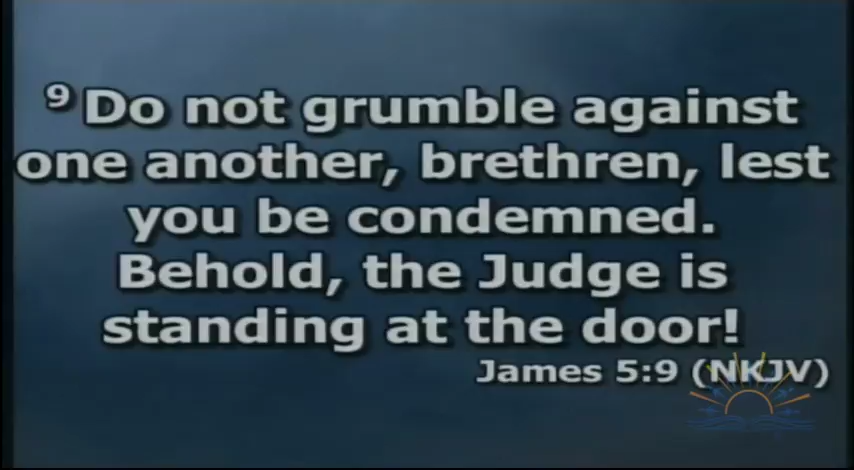 9 Do not grumble against
one another, brethren, lest
you be condemned.
Behold, the Judge is
standing at the door!
James 5:9 (NKJV)